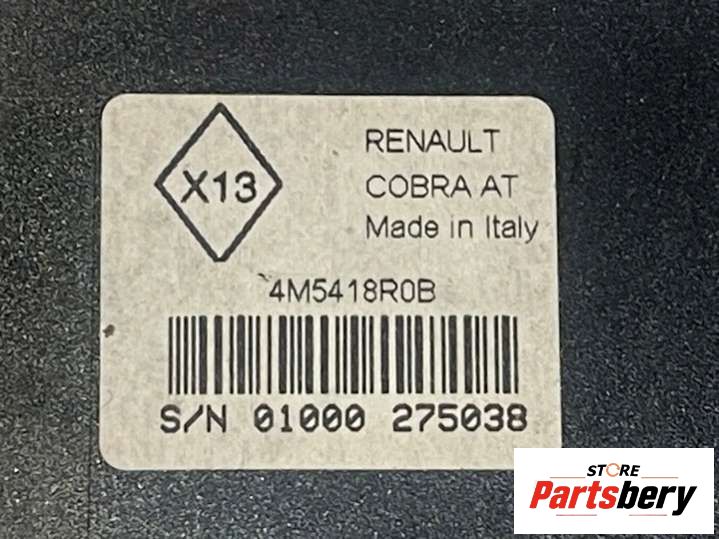 X13
RENAULT
COBRA AT
Made in Italy
4M5418R0B
S/N 01000 275038
STORE
Partsbery